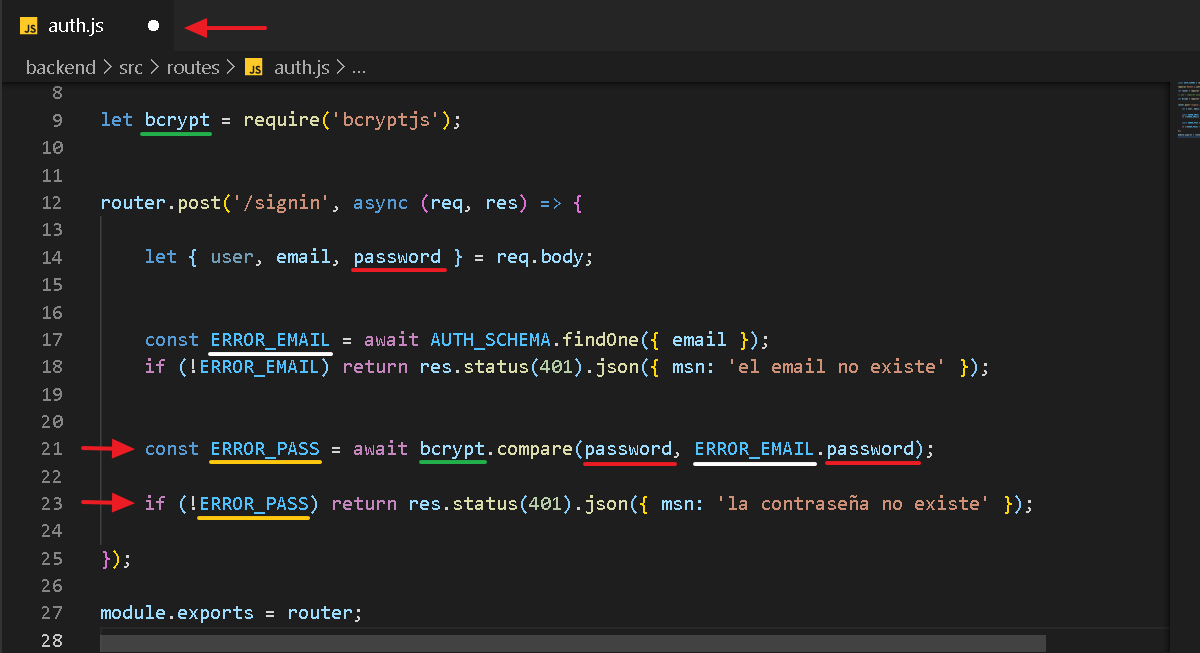 JS auth.js
backend > src > routes > JS auth.js > ...
8
9 let bcrypt = require('bcryptjs');
10
11
12 router.post('/signin', async (req, res) => {
13
14 let { user, email, password } = req.body;
15
16
17 const ERROR_EMAIL = await AUTH_SCHEMA.findOne({ email });
18 if (!ERROR_EMAIL) return res.status(401).json({ msn: 'el email no existe' });
19
20
21 const ERROR_PASS = await bcrypt.compare(password, ERROR_EMAIL.password);
22
23 if (!ERROR_PASS) return res.status(401).json({ msn: 'la contraseña no existe' });
24
25 });
26
27 module.exports = router;
28